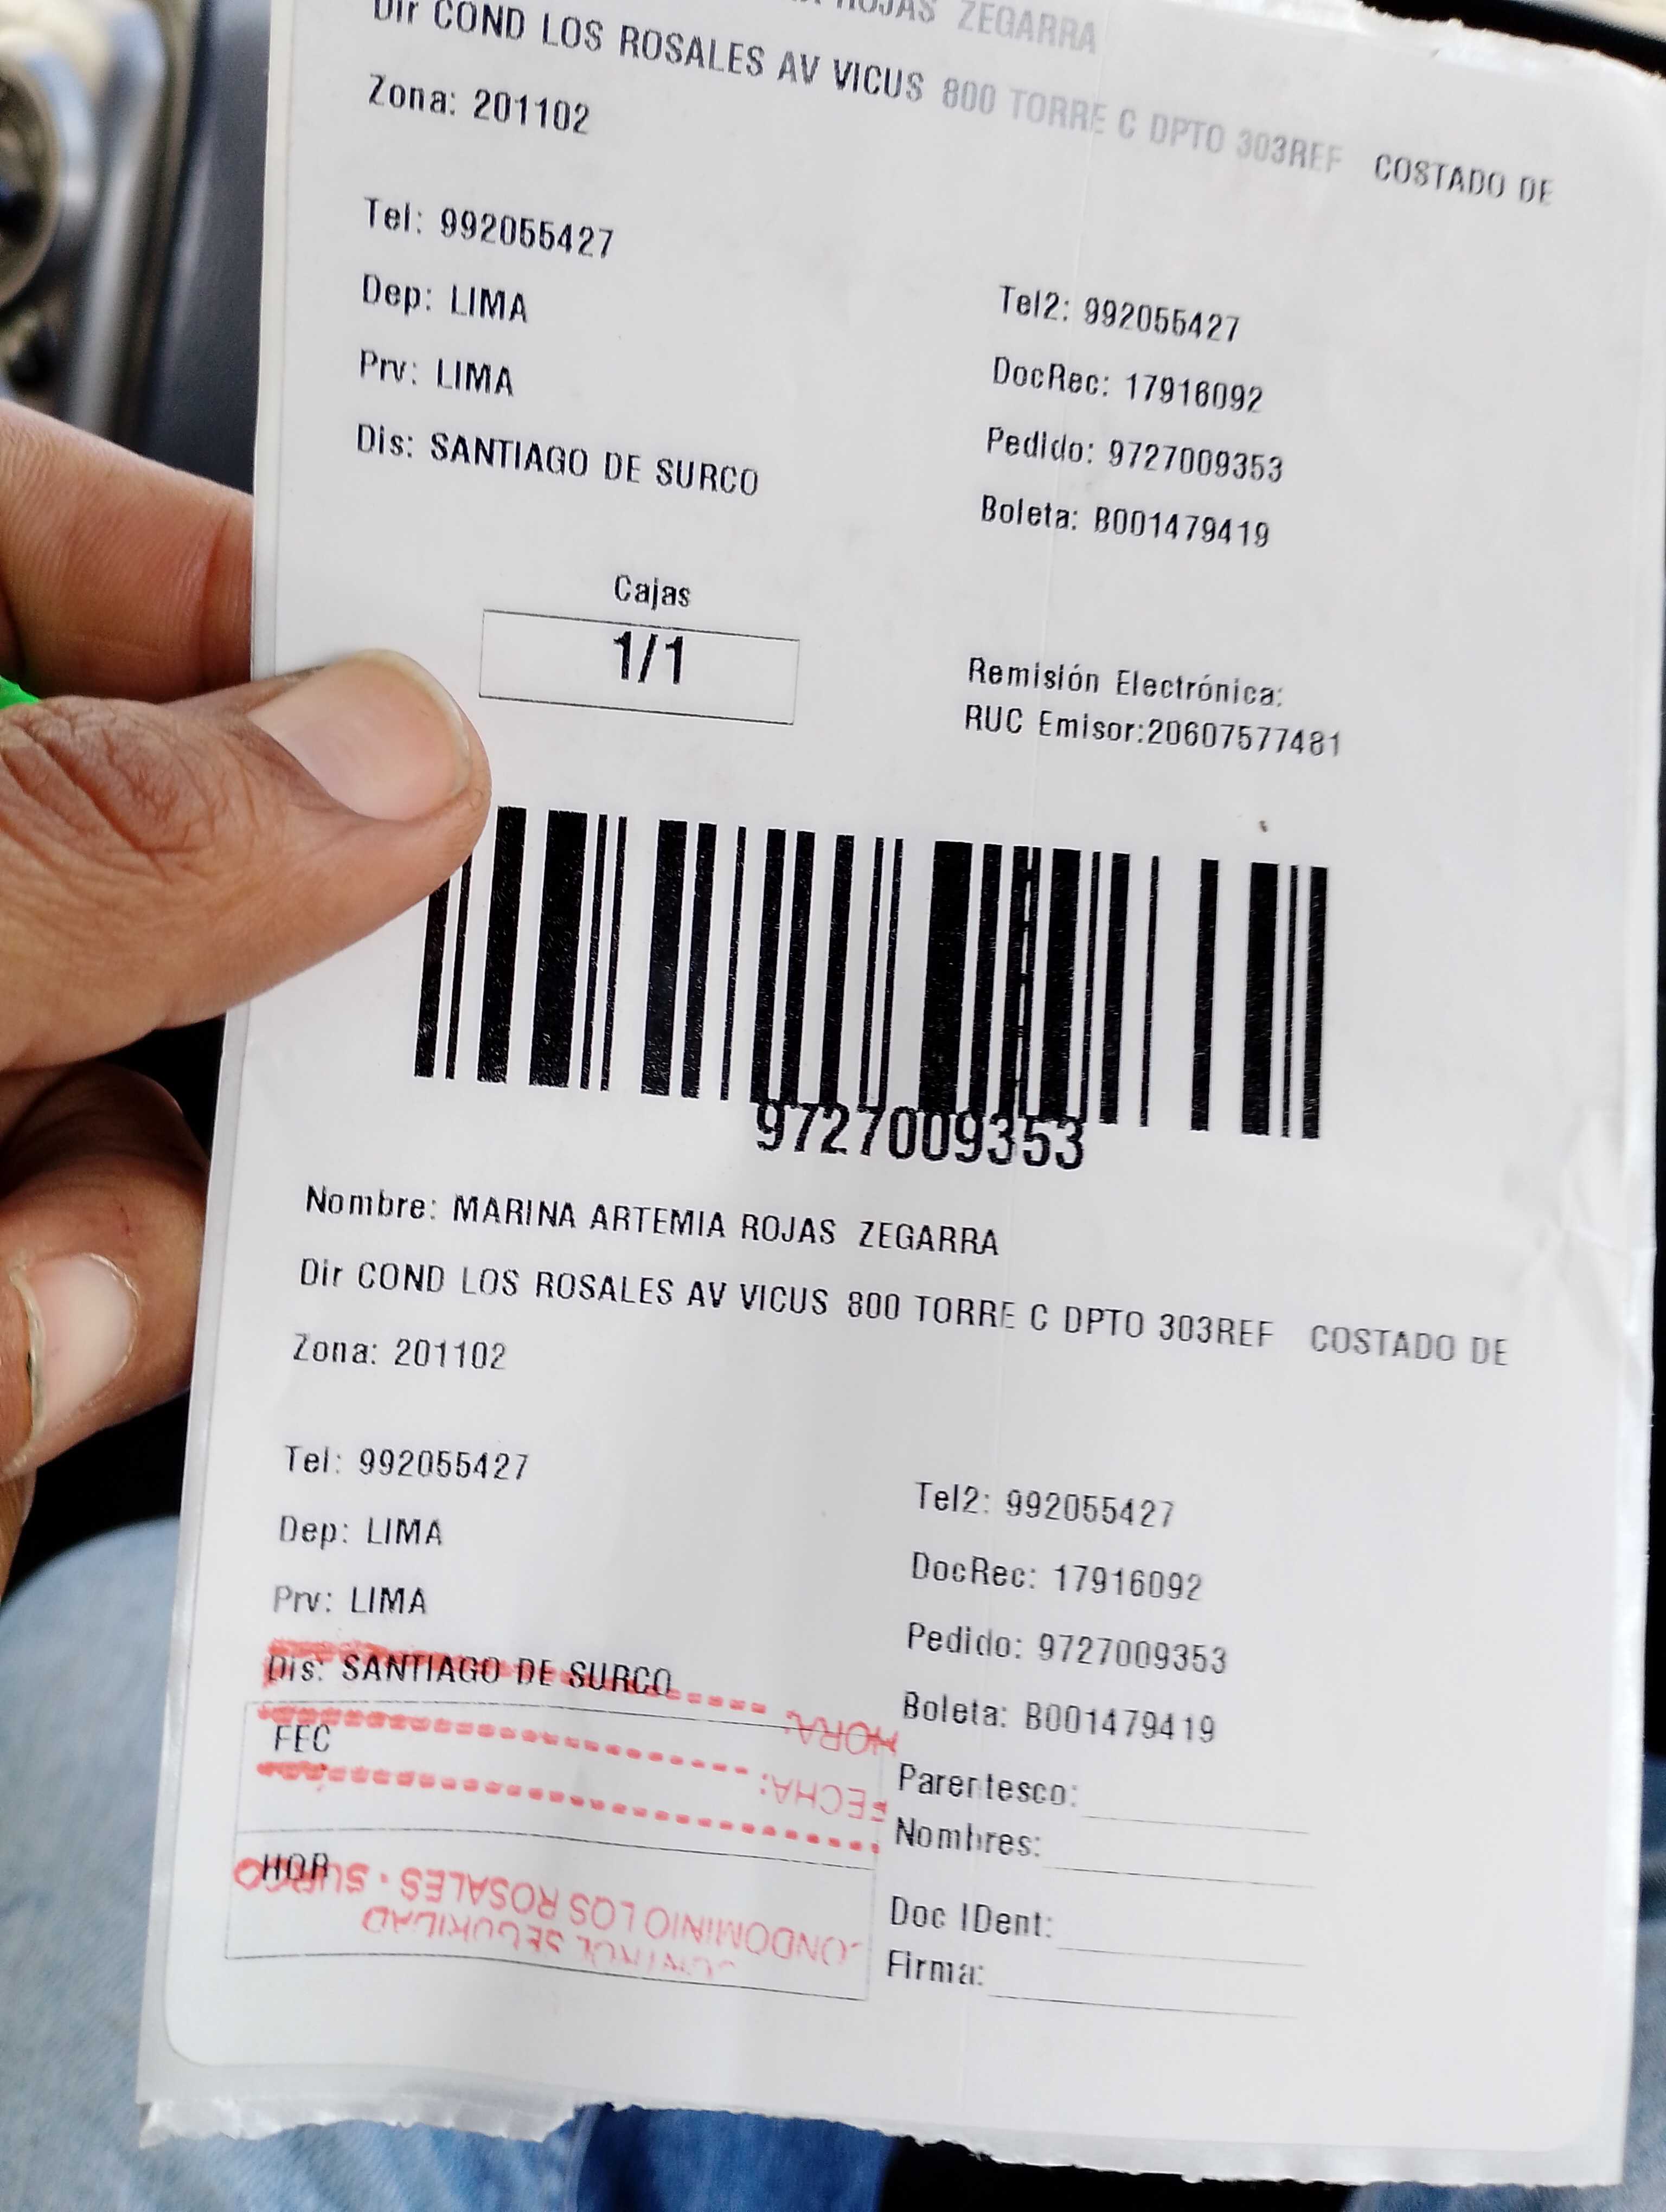 ROJAS ZEGARRA
Dir COND LOS ROSALES AV VICUS 800 TORRE C DPTO 303REF COSTADO DE
Zona: 201102
Tel: 992055427
Tel2: 992055427
Dep: LIMA
DocRec: 17916092
Prv: LIMA
Pedido: 9727009353
Dis: SANTIAGO DE SURCO
Boleta: B001479419
Cajas
1/1
Remisión Electrónica:
RUC Emisor:20607577481
9727009353
Nombre: MARINA ARTEMIA ROJAS ZEGARRA
Dir COND LOS ROSALES AV VICUS 800 TORRE C DPTO 303REF COSTADO DE
Zona: 201102
Tel: 992055427
Tel2: 992055427
Dep: LIMA
DocRec: 17916092
Prv: LIMA
Pedido: 9727009353
Dis: SANTIAGO DE SURCO
Boleta: B001479419
FEC
Parentesco:
Nombres:
HOR
Doc IDent:
Firma:
CONTROL SEGURIDAD
CONDOMINIO LOS ROSALES - SURCO
FECHA:
HORA: